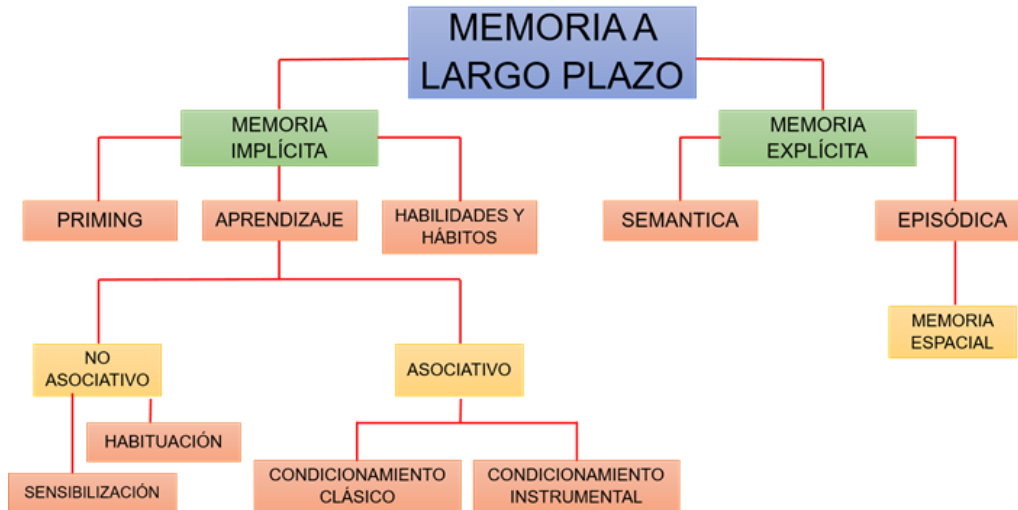 MEMORIA A
LARGO PLAZO
MEMORIA
IMPLÍCITA
MEMORIA
EXPLÍCITA
PRIMING
APRENDIZAJE
HABILIDADES Y
HÁBITOS
SEMANTICA
EPISÓDICA
MEMORIA
ESPACIAL
NO
ASOCIATIVO
ASOCIATIVO
HABITUACIÓN
SENSIBILIZACIÓN
CONDICIONAMIENTO
CLÁSICO
CONDICIONAMIENTO
INSTRUMENTAL